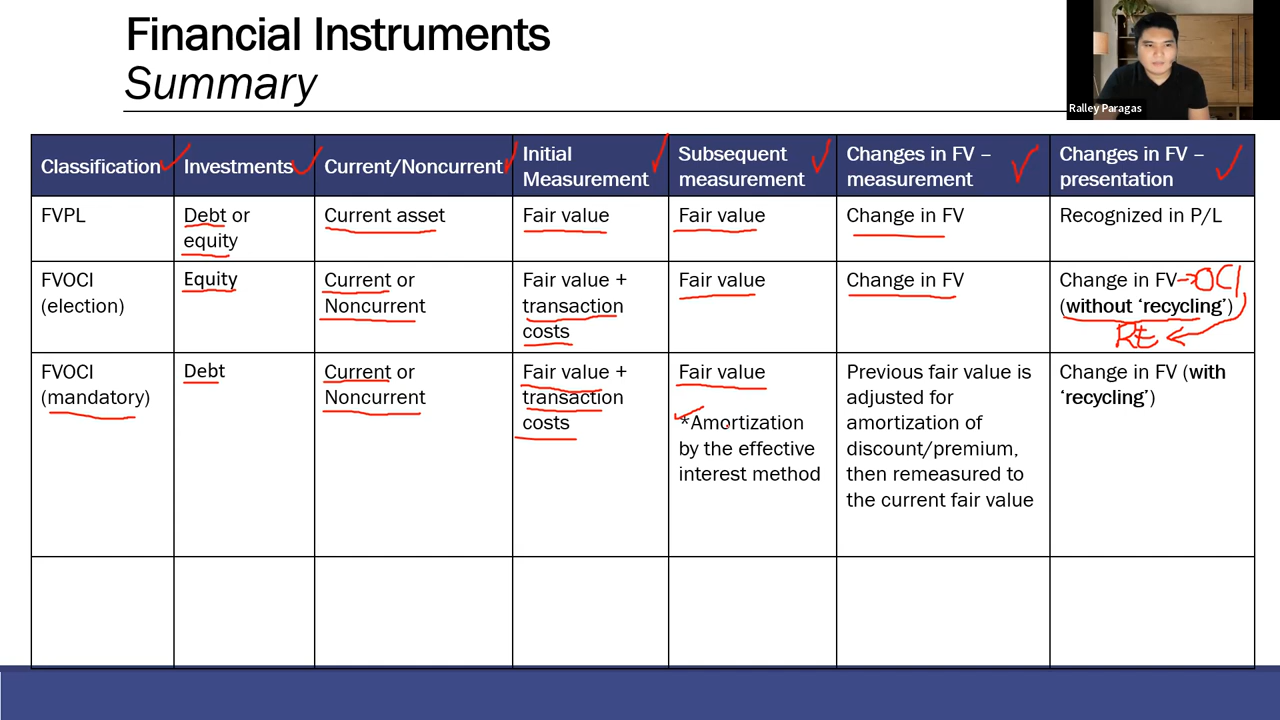 Financial Instruments
Summary
Ralley Paragas
Classification
Investments
Current/Noncurrent
Initial
Measurement
Subsequent
measurement
Changes in FV –
measurement
Changes in FV –
presentation
FVPL
Debt or
equity
Current asset
Fair value
Fair value
Change in FV
Recognized in P/L
FVOCI
(election)
Equity
Current or
Noncurrent
Fair value +
transaction
costs
Fair value
Change in FV
Change in FV → OCI
(without ‘recycling’)
RE
FVOCI
(mandatory)
Debt
Current or
Noncurrent
Fair value +
transaction
costs
Fair value
*Amortization
by the effective
interest method
Previous fair value is
adjusted for
amortization of
discount/premium,
then remeasured to
the current fair value
Change in FV (with
‘recycling’)